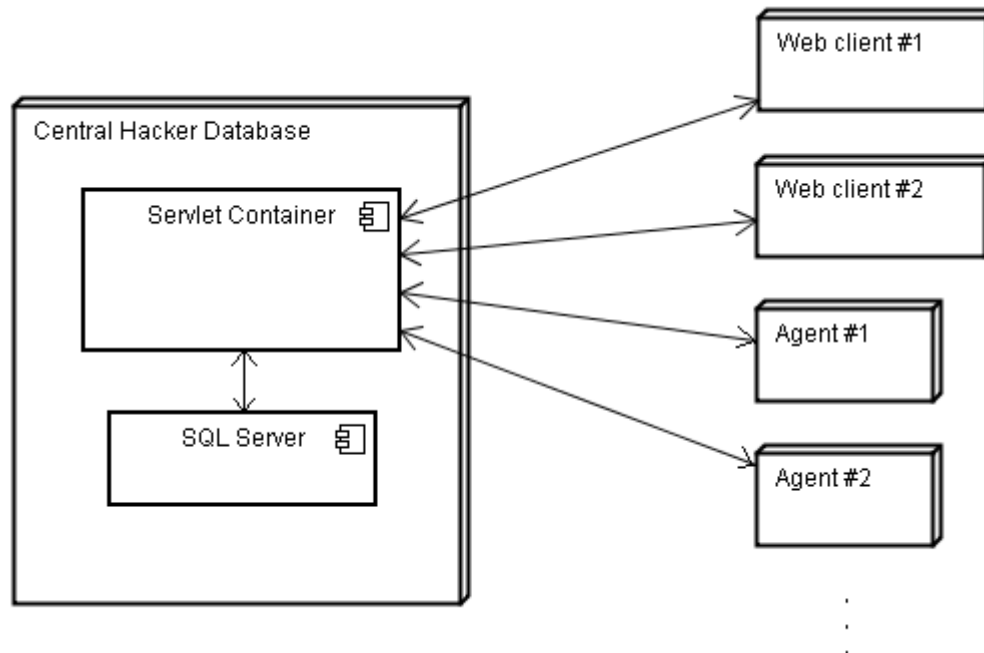 Web client #1
Central Hacker Database
Servlet Container
Web client #2
Agent #1
SQL Server
Agent #2